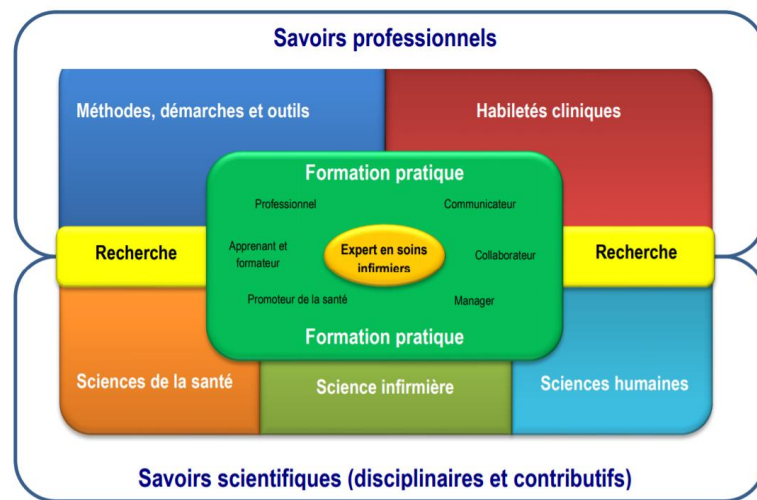 Savoirs professionnels
Méthodes, démarches et outils
Habiletés cliniques
Formation pratique
Professionnel
Communicateur
Recherche
Apprenant et
formateur
Expert en soins
infirmiers
Collaborateur
Recherche
Promoteur de la santé
Manager
Formation pratique
Sciences de la santé
Science infirmière
Sciences humaines
Savoirs scientifiques (disciplinaires et contributifs)